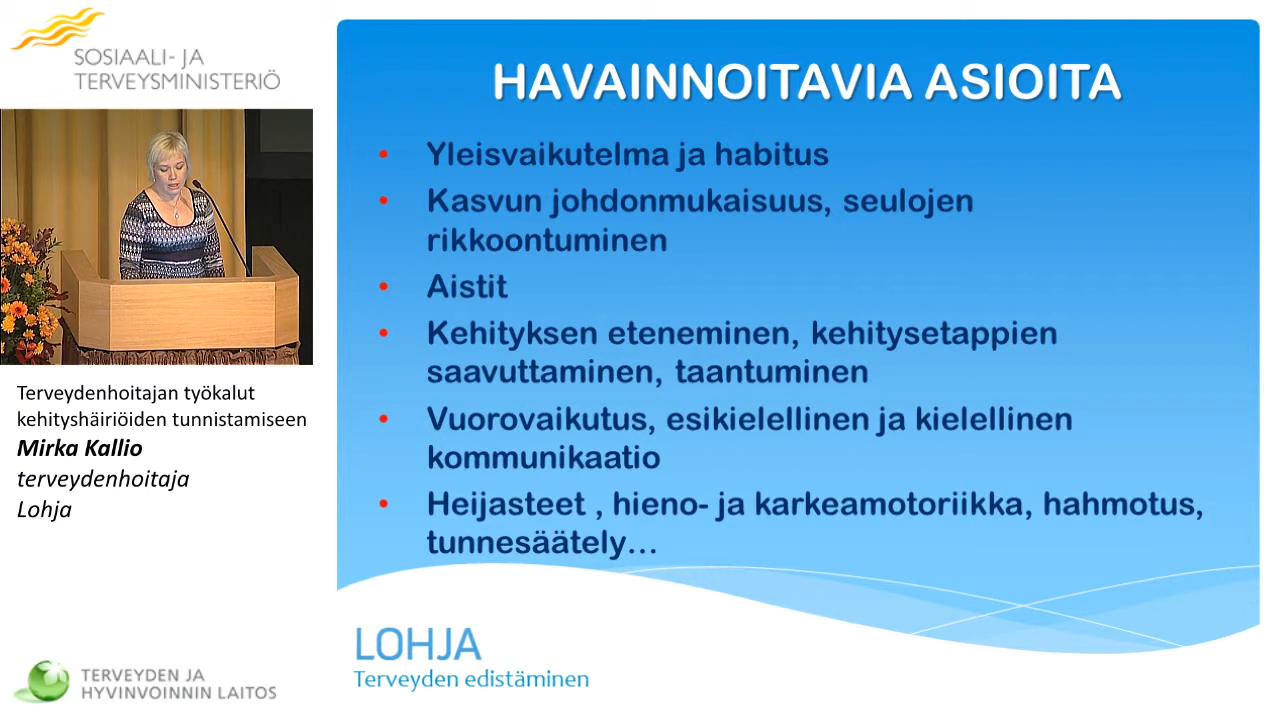 SOSIAALI- JA
TERVEYSMINISTERIÖ
Terveydenhoitajan työkalut
kehityshäiriöiden tunnistamiseen
Mirka Kallio
terveydenhoitaja
Lohja
TERVEYDEN JA
HYVINVOINNIN LAITOS
HAVAINNOITAVIA ASIOITA
• Yleisvaikutelma ja habitus
• Kasvun johdonmukaisuus, seulojen
rikkoontuminen
• Aistit
• Kehityksen eteneminen, kehitysetappien
saavuttaminen, taantuminen
• Vuorovaikutus, esikielellinen ja kielellinen
kommunikaatio
• Heijasteet , hieno- ja karkeamotoriikka, hahmotus,
tunnesäätely...
LOHJA
Terveyden edistäminen